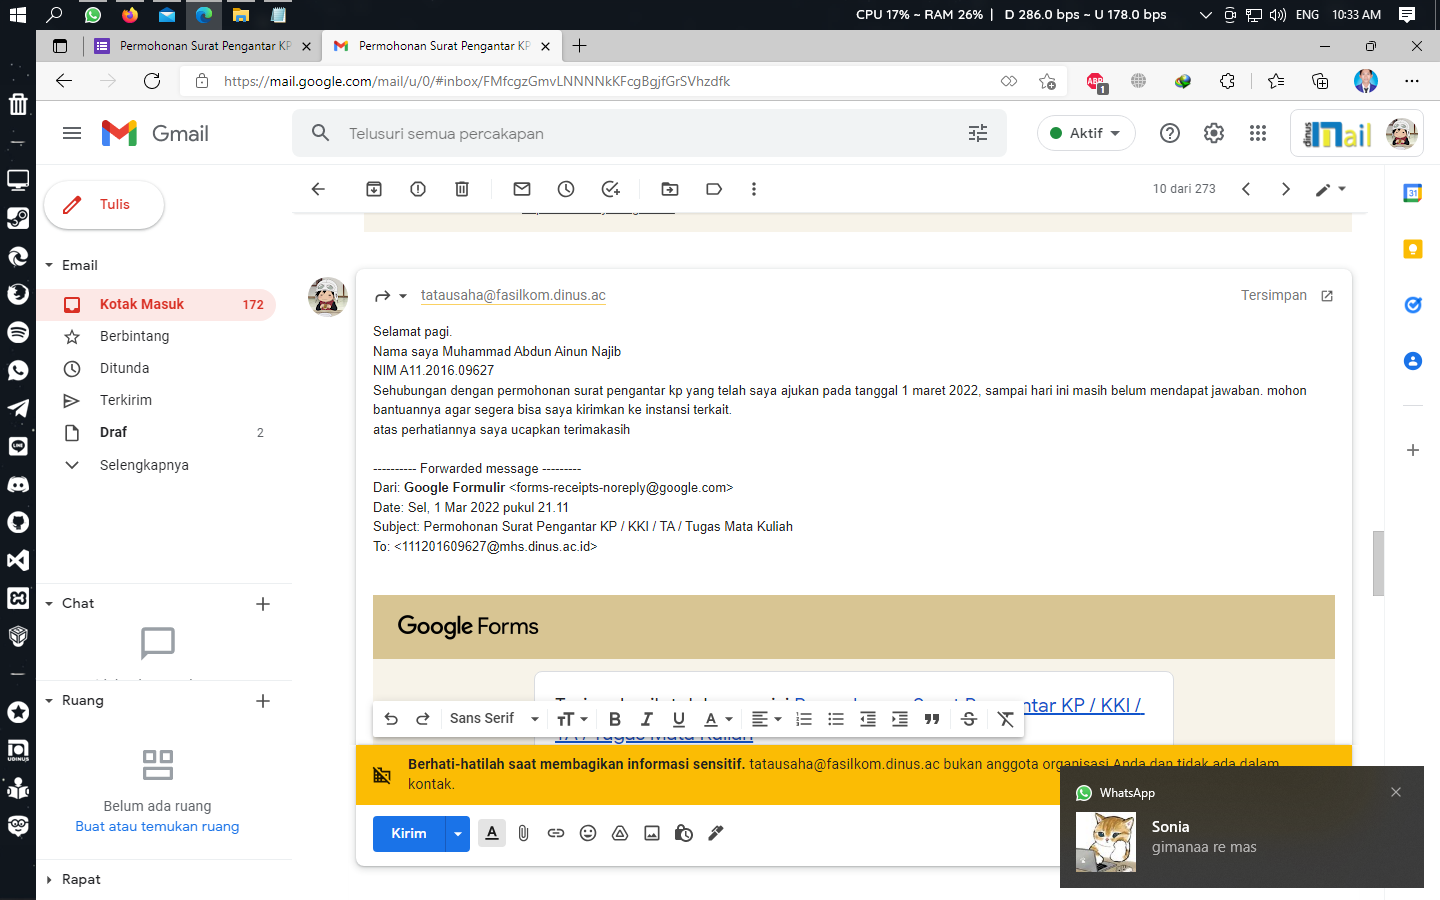 CPU 17% ~ RAM 26% | D 286.0 bps ~ U 178.0 bps
ENG 10:33 AM
Permohonan Surat Pengantar KP
Permohonan Surat Pengantar KP
https://mail.google.com/mail/u/0/#inbox/FMfcgzGmvLNNNNkKFcgBgjfGrSVhzdfk
ABP
1
Gmail
Telusuri semua percakapan
Aktif
dinus Mail
Tulis
10 dari 273
31
Email
Kotak Masuk 172
Berbintang
Ditunda
Terkirim
Draf 2
Selengkapnya
tatausaha@fasilkom.dinus.ac
Tersimpan
Selamat pagi.
Nama saya Muhammad Abdun Ainun Najib
NIM A11.2016.09627
Sehubungan dengan permohonan surat pengantar kp yang telah saya ajukan pada tanggal 1 maret 2022, sampai hari ini masih belum mendapat jawaban. mohon
bantuannya agar segera bisa saya kirimkan ke instansi terkait.
atas perhatiannya saya ucapkan terimakasih
---------- Forwarded message ---------
Dari: Google Formulir <forms-receipts-noreply@google.com>
Date: Sel, 1 Mar 2022 pukul 21.11
Subject: Permohonan Surat Pengantar KP / KKI / TA / Tugas Mata Kuliah
To: <111201609627@mhs.dinus.ac.id>
Google Forms
ntar KP / KKI /
TA / Tugas Mata Kuliah
Sans Serif
Chat
Ruang
Belum ada ruang
Buat atau temukan ruang
Rapat
Berhati-hatilah saat membagikan informasi sensitif. tatausaha@fasilkom.dinus.ac bukan anggota organisasi Anda dan tidak ada dalam
kontak.
Kirim
WhatsApp
Sonia
gimanaa re mas
LINE
UDINUS